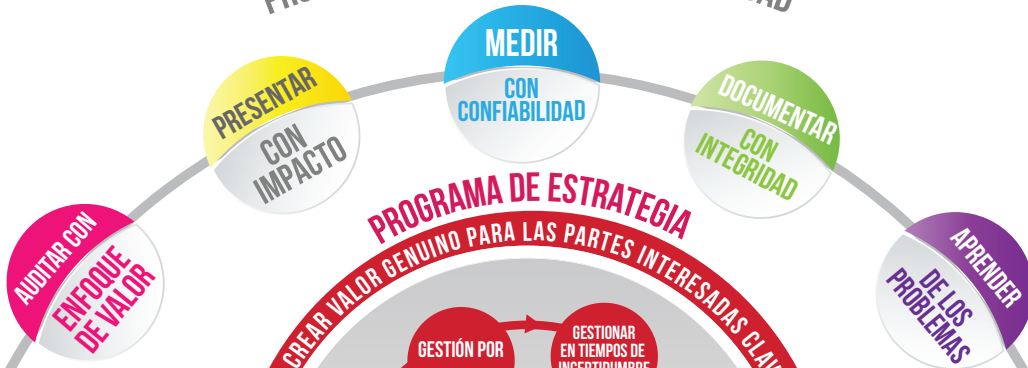 MEDIR
CON
CONFIABILIDAD
PRESENTAR
CON
IMPACTO
DOCUMENTAR
CON
INTEGRIDAD
AUDITAR CON
ENFOQUE
DE VALOR
APRENDER
DE LOS
PROBLEMAS
PROGRAMA DE ESTRATEGIA
CREAR VALOR GENUINO PARA LAS PARTES INTERESADAS
GESTIÓN POR
GESTIONAR
EN TIEMPOS DE
INCERTIDUMBRE